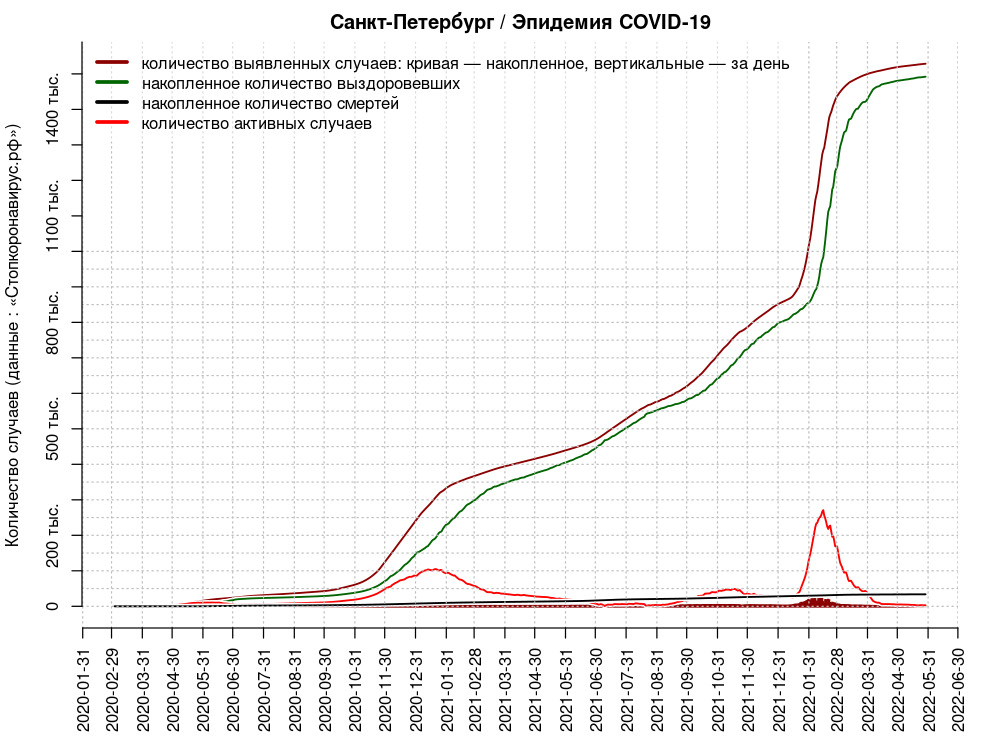 Санкт-Петербург / Эпидемия COVID-19
количество выявленных случаев: кривая — накопленное, вертикальные — за день
накопленное количество выздоровевших
накопленное количество смертей
количество активных случаев
Количество случаев (данные : «Стопкоронавирус.рф»)
1400 тыс.
1100 тыс.
800 тыс.
500 тыс.
200 тыс.
0
2020-01-31
2020-02-29
2020-03-31
2020-04-30
2020-05-31
2020-06-30
2020-07-31
2020-08-31
2020-09-30
2020-10-31
2020-11-30
2020-12-31
2021-01-31
2021-02-28
2021-03-31
2021-04-30
2021-05-31
2021-06-30
2021-07-31
2021-08-31
2021-09-30
2021-10-31
2021-11-30
2021-12-31
2022-01-31
2022-02-28
2022-03-31
2022-04-30
2022-05-31
2022-06-30